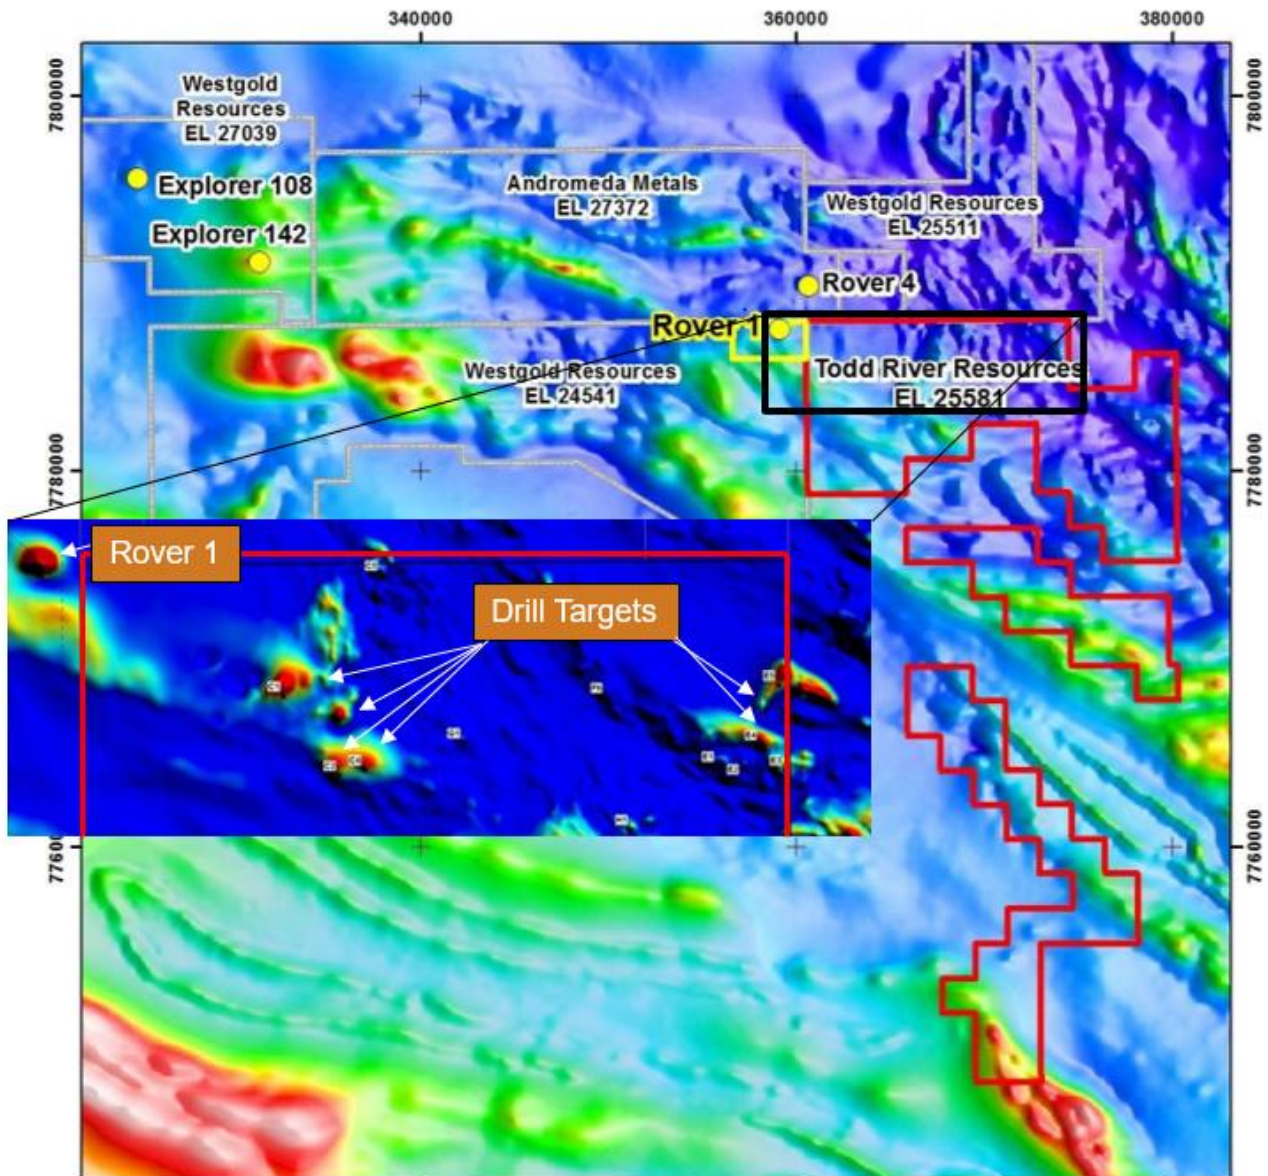 340000
360000
380000
7800000
7800000
Westgold
Resources
EL 27039
Explorer 108
Andromeda Metals
EL 27372
Westgold Resources
EL 25511
Explorer 142
Rover 4
Rover 1
Westgold Resources
EL 24541
Todd River Resources
EL 25581
7780000
7780000
Rover 1
Drill Targets
7760000